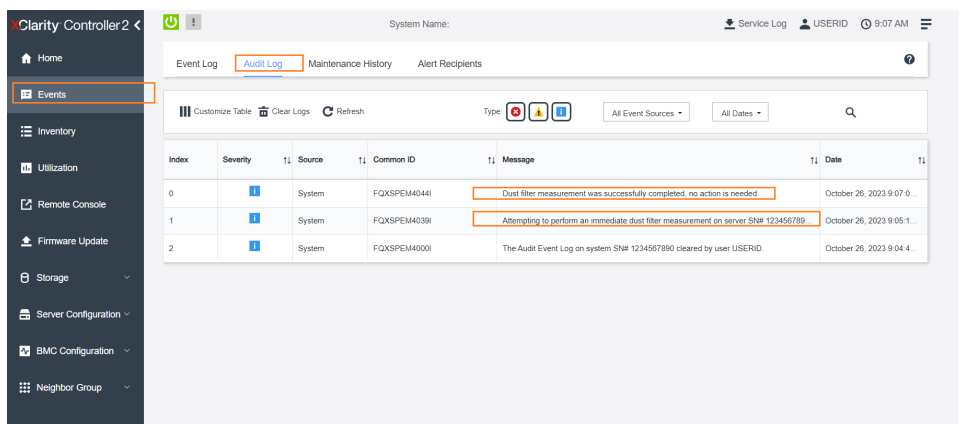 XClarity Controller 2
System Name:
Service Log
USERID
9:07 AM
Home
Events
Inventory
Utilization
Remote Console
Firmware Update
Storage
Server Configuration
BMC Configuration
Neighbor Group
Event Log
Audit Log
Maintenance History
Alert Recipients
Customize Table
Clear Logs
Refresh
Type:
All Event Sources
All Dates
Index Severity Source Common ID Message Date
0 System FQXSPEM4044I Dust filter measurement was successfully completed, no action is needed. October 26, 2023 9:07:0...
1 System FQXSPEM4039I Attempting to perform an immediate dust filter measurement on server SN# 123456789... October 26, 2023 9:05:1...
2 System FQXSPEM4000I The Audit Event Log on system SN# 1234567890 cleared by user USERID. October 26, 2023 9:04:4...